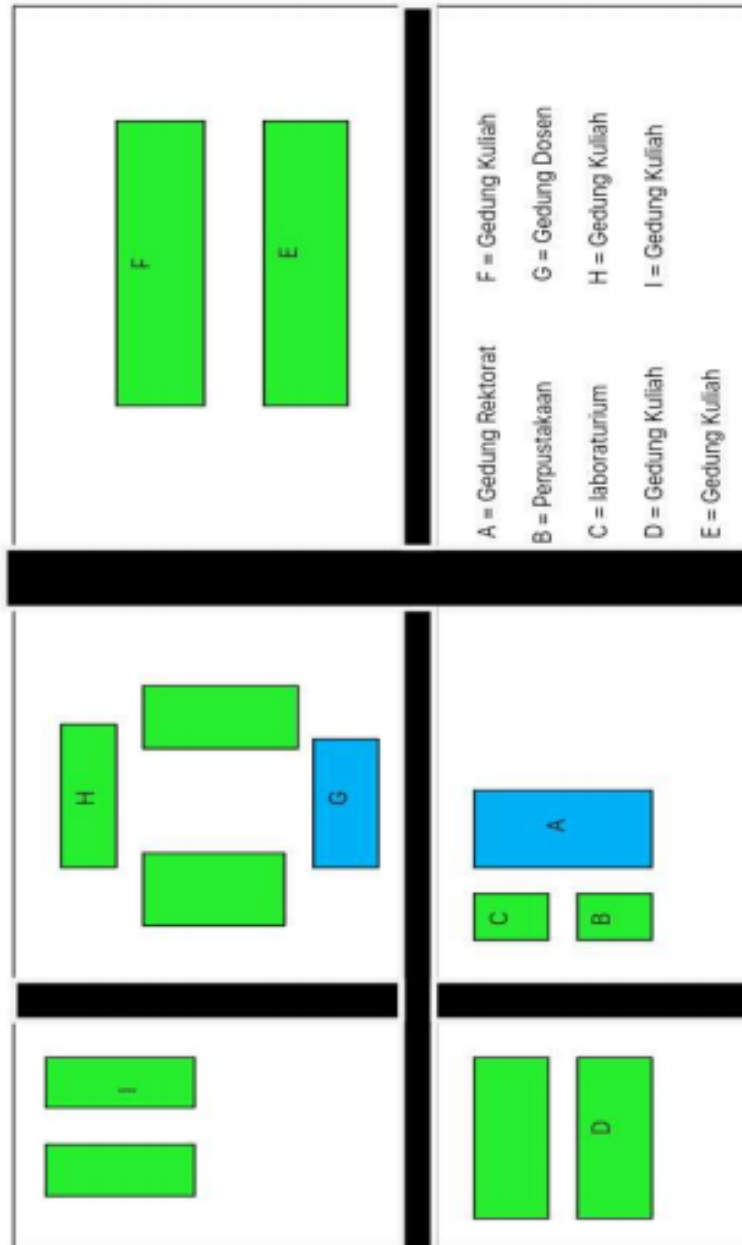 H
I
F
E
G
C
A
D
B
A = Gedung Rektorat
B = Perpustakaan
C = laboraturium
D = Gedung Kuliah
E = Gedung Kuliah
F = Gedung Kuliah
G = Gedung Dosen
H = Gedung Kuliah
I = Gedung Kuliah